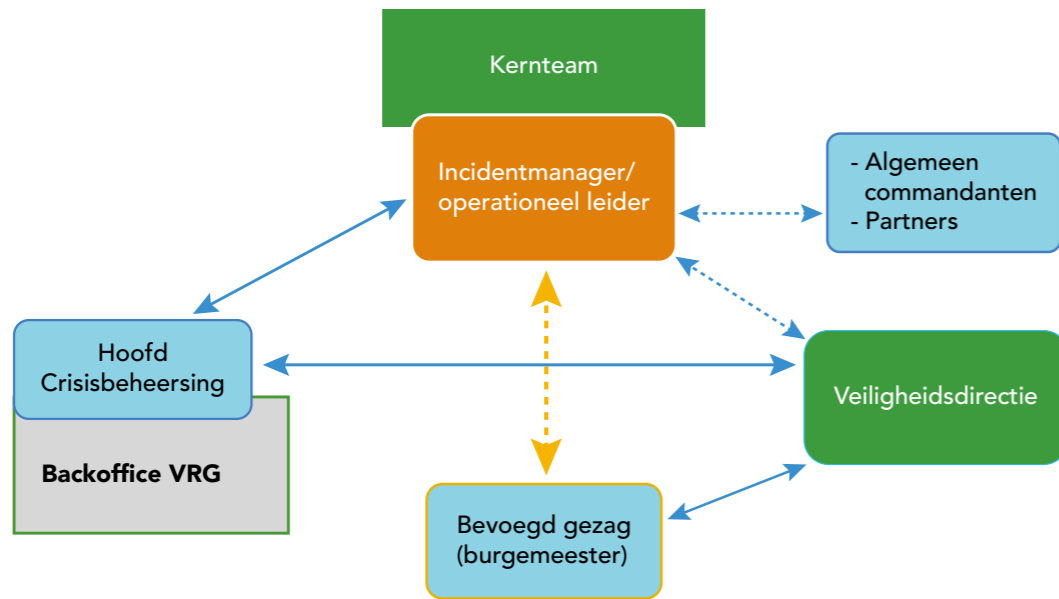 Kernteam
Incidentmanager/
operationeel leider
- Algemeen
commandanten
- Partners
Hoofd
Crisisbeheersing
Veiligheidsdirectie
Backoffice VRG
Bevoegd gezag
(burgemeester)